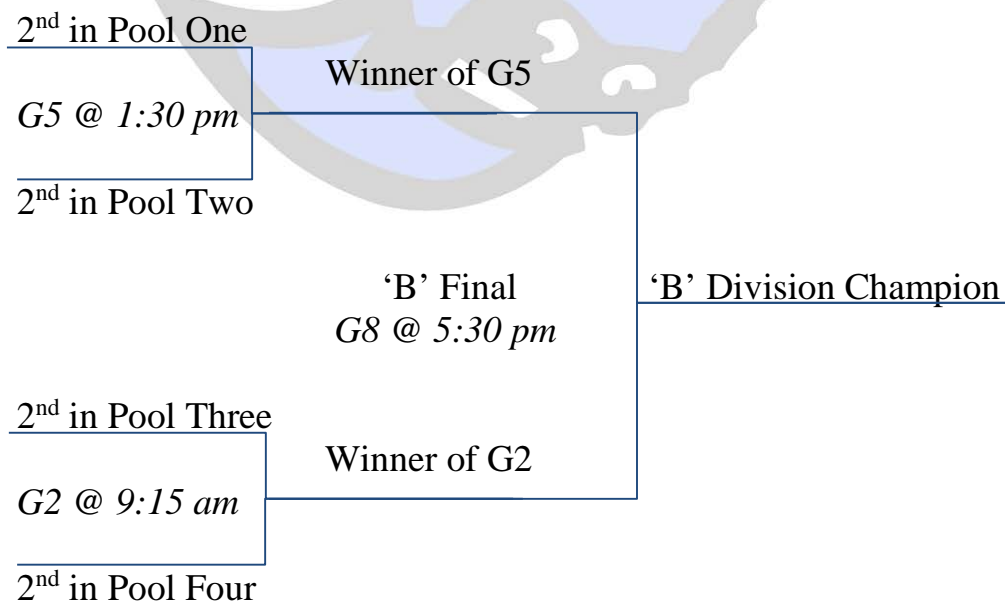 2nd in Pool One
Winner of G5
G5 @ 1:30 pm
2nd in Pool Two
‘B’ Final
‘B’ Division Champion
G8 @ 5:30 pm
2nd in Pool Three
Winner of G2
G2 @ 9:15 am
2nd in Pool Four